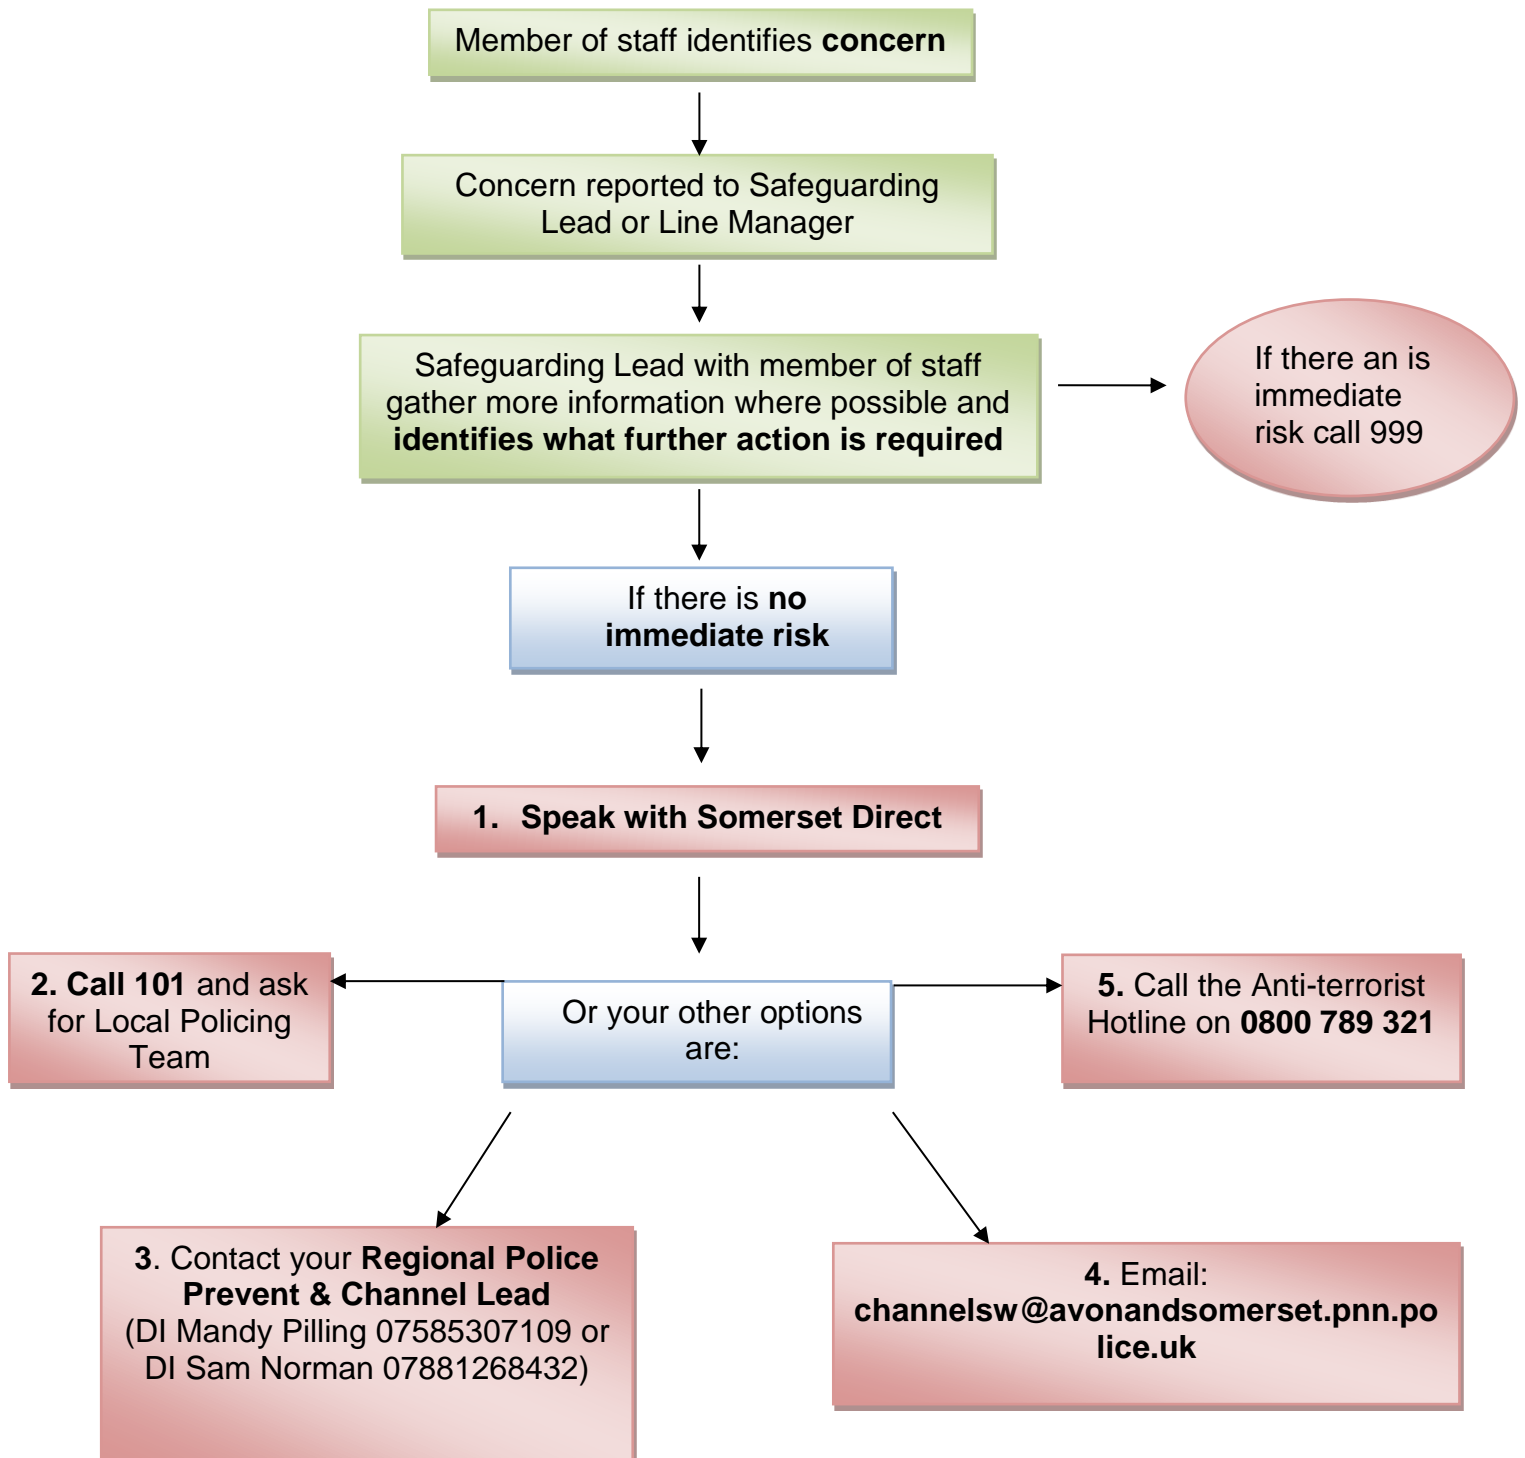 Member of staff identifies concern
Concern reported to Safeguarding
Lead or Line Manager
Safeguarding Lead with member of staff
gather more information where possible and
identifies what further action is required
If there an is
immediate
risk call 999
If there is no
immediate risk
1. Speak with Somerset Direct
2. Call 101 and ask
for Local Policing
Team
Or your other options
are:
5. Call the Anti-terrorist
Hotline on 0800 789 321
3. Contact your Regional Police
Prevent & Channel Lead
(DI Mandy Pilling 07585307109 or
DI Sam Norman 07881268432)
4. Email:
channelsw@avonandsomerset.pnn.po
lice.uk